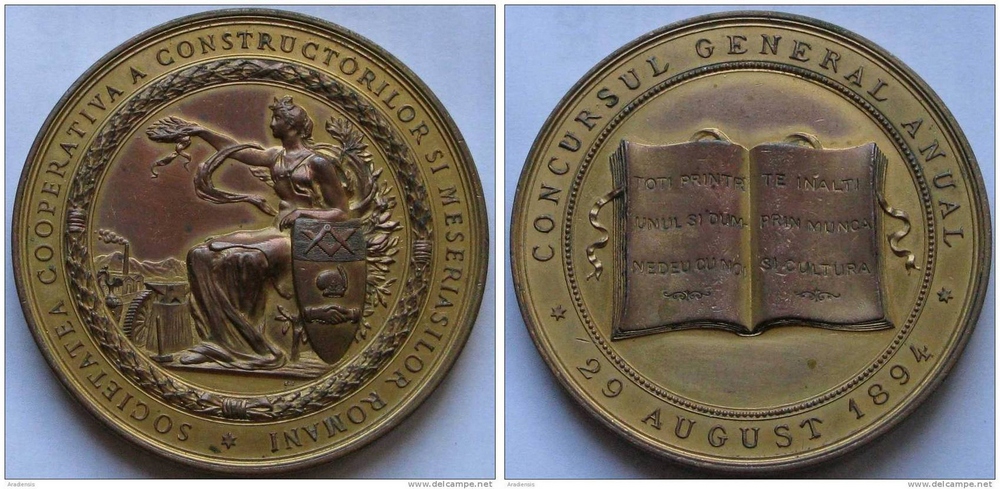 SOCIETATEA COOPERATIVA A CONSTRUCTORILOR SI MESERIASILOR ROMANI
CONCURSUL GENERAL ANUAL
TOTI PRINTR
UNUL SI DUM-
NEDEU CU NOI
TE INALTI
PRIN MUNCA
SI CULTURA
29 AUGUST 1894
Aradensis
www.delcampe.net
Aradensis
www.delcampe.net